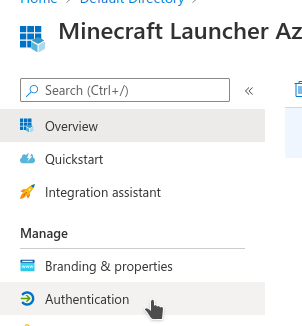 Home > Default Directory >
Minecraft Launcher Az
Search (Ctrl+/)
«
Overview
Quickstart
Integration assistant
Manage
Branding & properties
Authentication